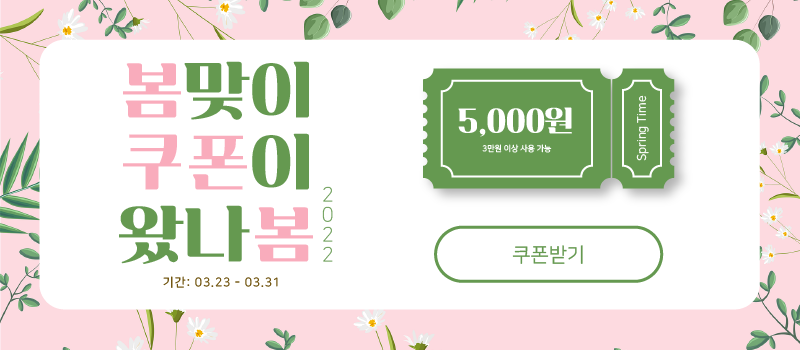 봄맞이
쿠폰이
왔나봄
2022
기간: 03.23 - 03.31
5,000원
3만원 이상 사용 가능
Spring Time
쿠폰받기